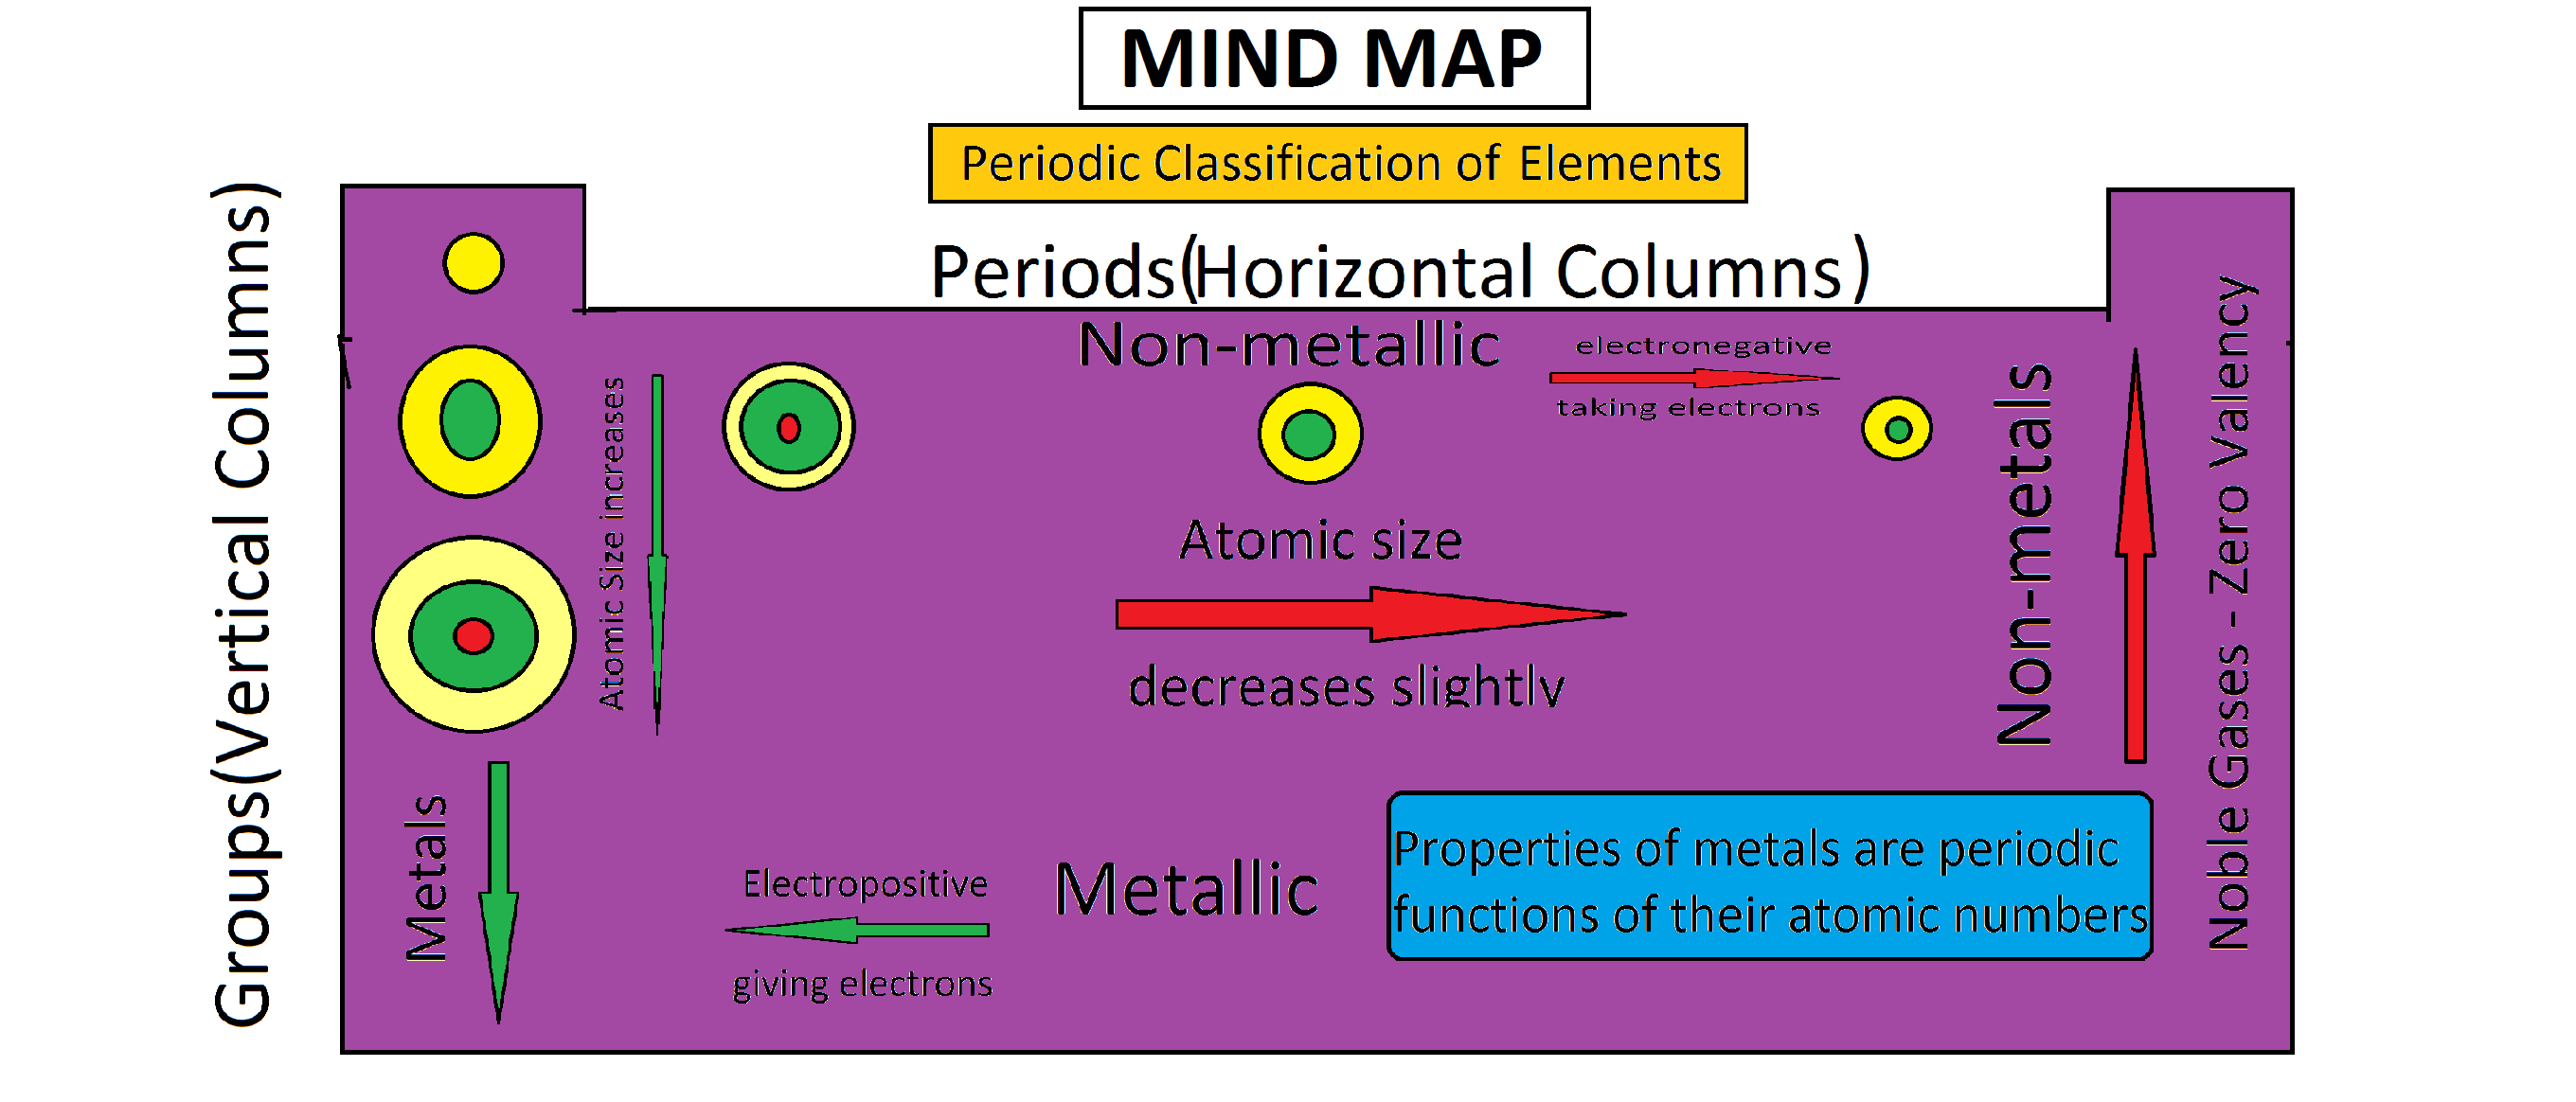 MIND MAP
Periodic Classification of Elements
Groups(Vertical Columns)
Periods(Horizontal Columns)
Non-metallic
electronegative
taking electrons
Atomic Size increases
Atomic size
decreases slightly
Non-metals
Noble Gases - Zero Valency
Metals
Electropositive
giving electrons
Metallic
Properties of metals are periodic
functions of their atomic numbers